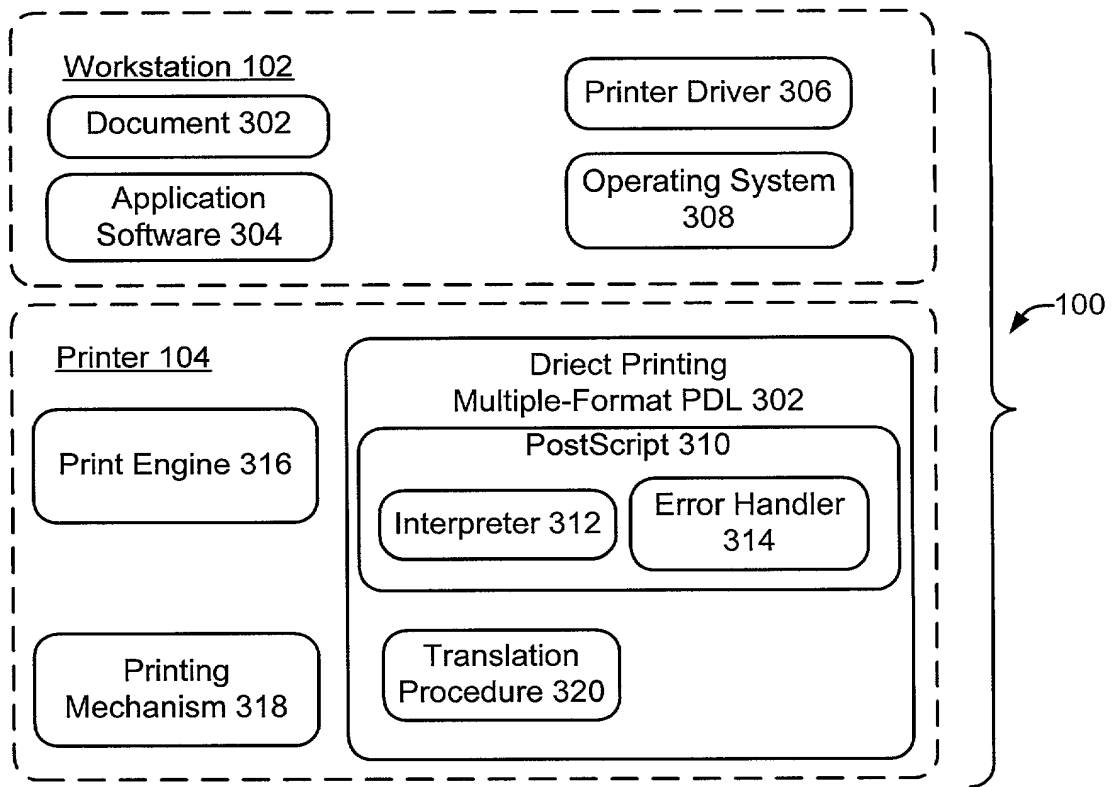 Workstation 102
Document 302
Application
Software 304
Printer Driver 306
Operating System
308
100
Printer 104
Print Engine 316
Printing
Mechanism 318
Driect Printing
Multiple-Format PDL 302
PostScript 310
Interpreter 312
Error Handler
314
Translation
Procedure 320